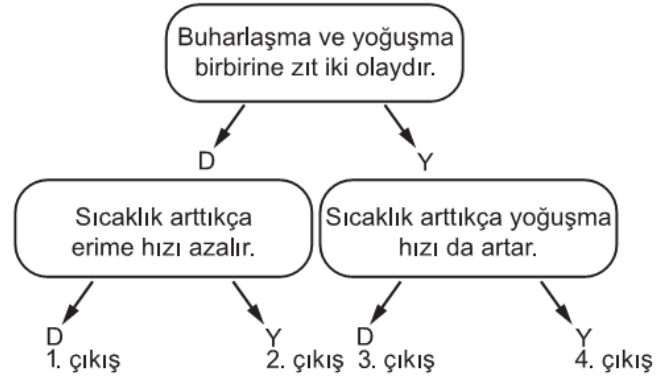 Buharlaşma ve yoğuşma
birbirine zıt iki olaydır.
D
Y
Sıcaklık arttıkça
erime hızı azalır.
Sıcaklık arttıkça yoğuşma
hızı da artar.
D
1. çıkış
Y
2. çıkış
D
3. çıkış
Y
4. çıkış